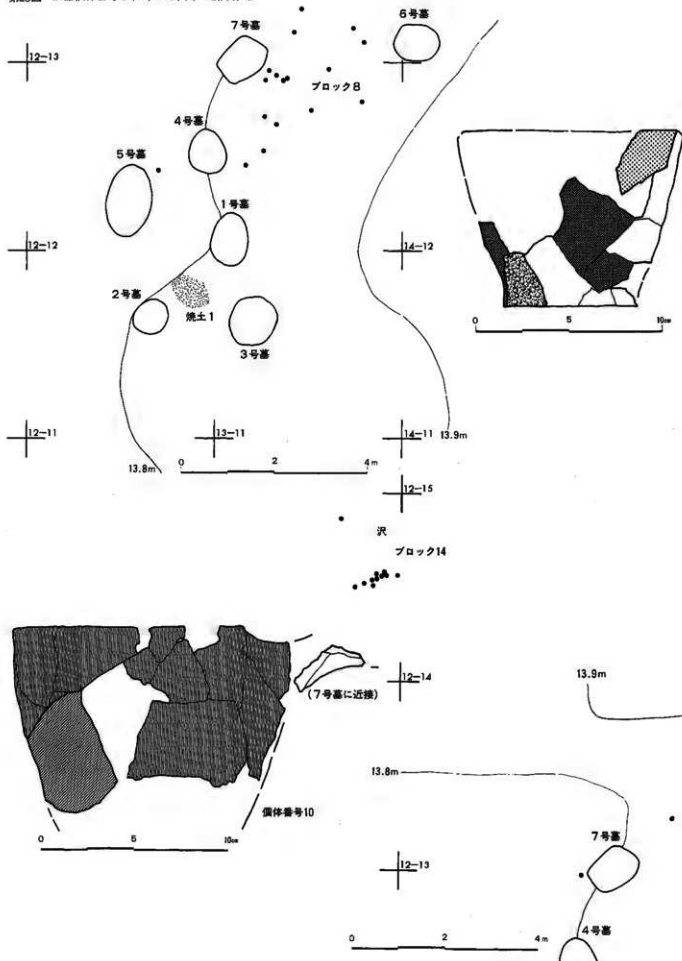 7号墓
6号墓
12-13
ブロック8
4号墓
5号墓
1号墓
12-12
14-12
2号墓
焼土1
3号墓
0 5 10cm
12-11
13-11
14-11
13.9m
13.8m
0 2 4m
12-15
沢
ブロック14
(7号墓に近接)
12-14
13.9m
13.8m
個体番号10
7号墓
0 5 10cm
12-13
4号墓
0 2 4m